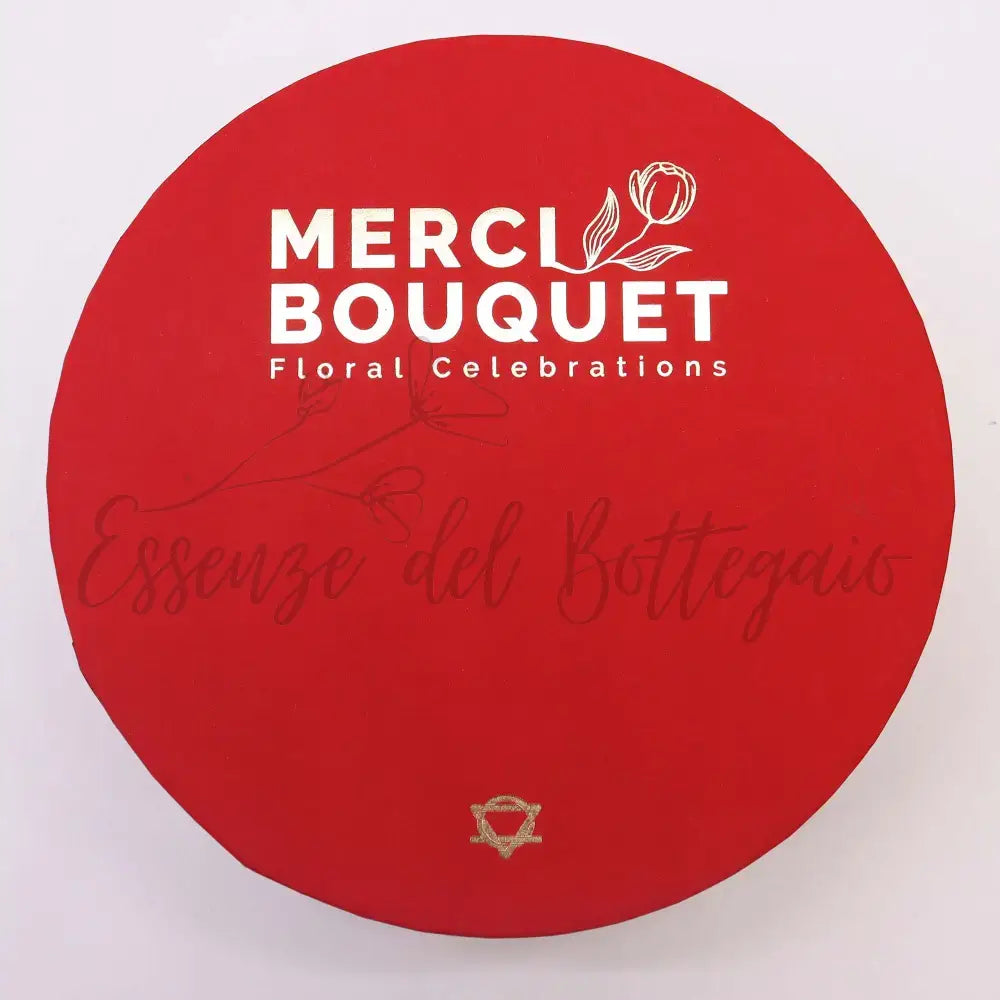 MERCI
BOUQUET
Floral Celebrations
Essenze del Bottegaio